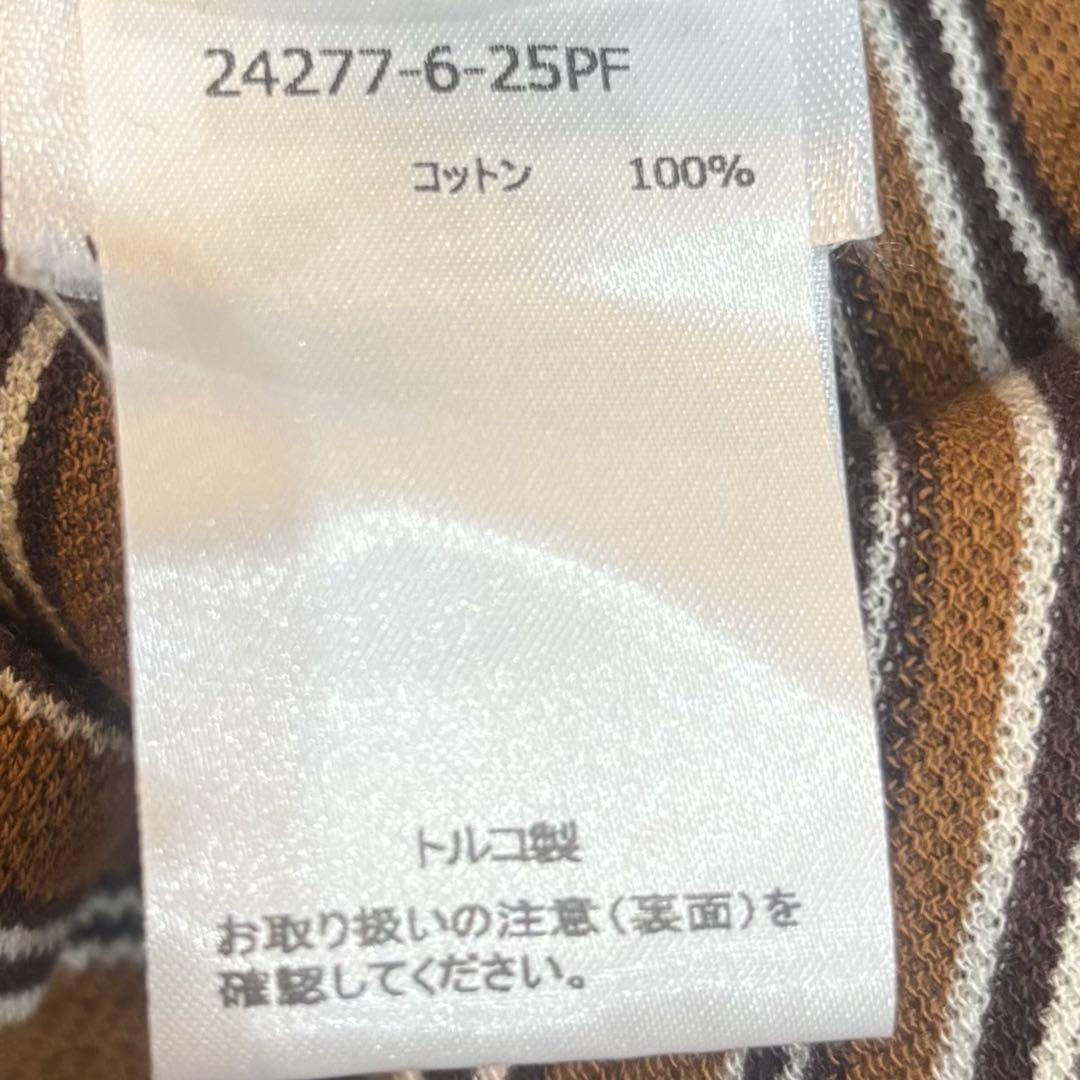 24277-6-25PF
コットン 100%
トルコ製
お取り扱いの注意(裏面)を
確認してください。